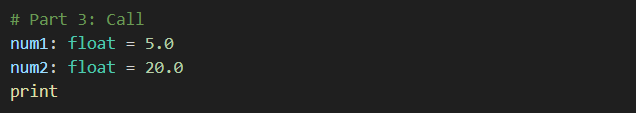 # Part 3: Call
num1: float = 5.0
num2: float = 20.0
print